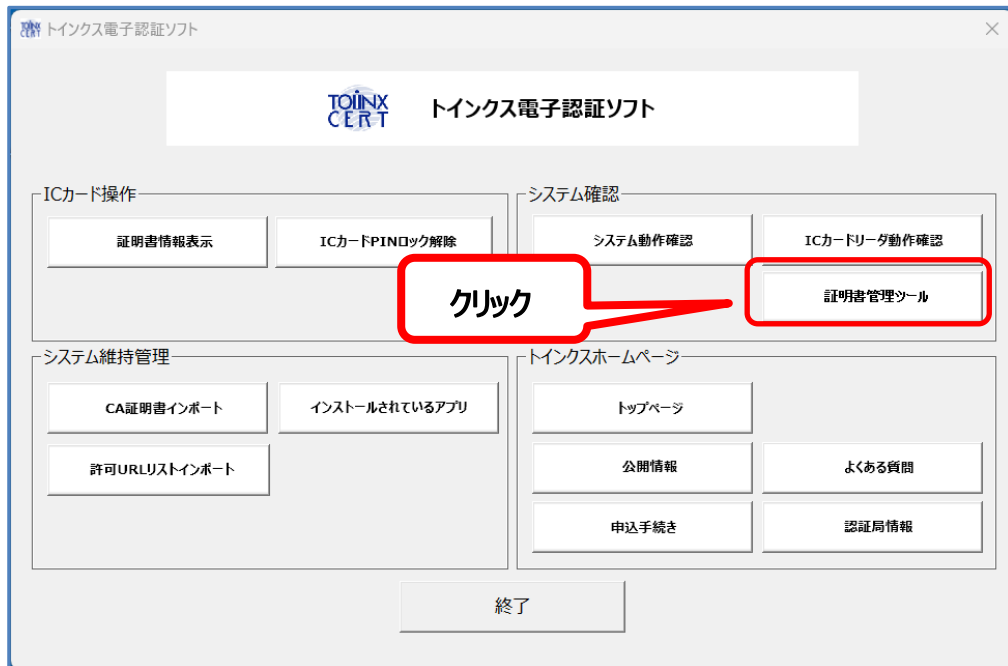 トインクス電子認証ソフト
TOiNX
CERT
トインクス電子認証ソフト
ICカード操作
証明書情報表示
ICカードPINロック解除
システム確認
システム動作確認
ICカードリーダ動作確認
証明書管理ツール
クリック
システム維持管理
CA証明書インポート
インストールされているアプリ
許可URLリストインポート
トインクスホームページ
トップページ
公開情報
よくある質問
申込手続き
認証局情報
終了